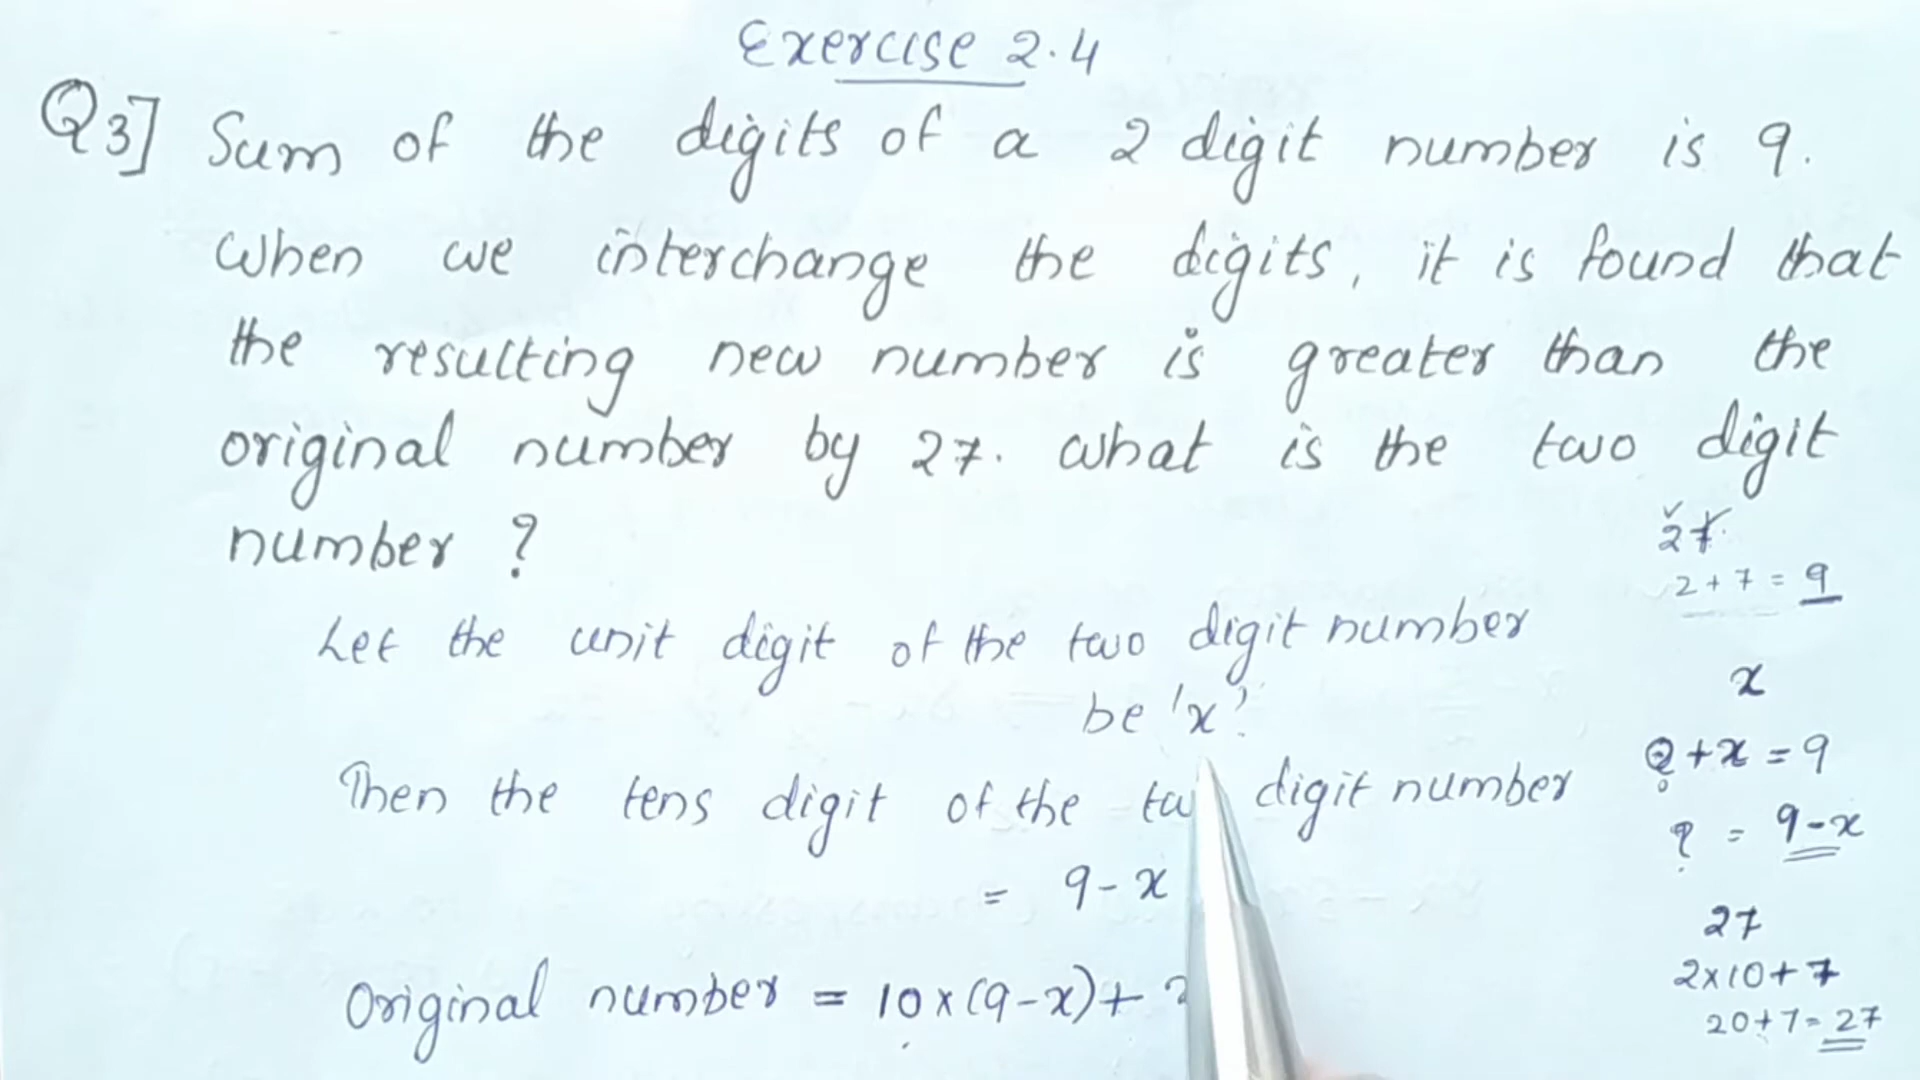 Exercise 2.4
Q3] Sum of the digits of a 2 digit number is 9.
When we interchange the digits, it is found that
the resulting new number is greater than the
original number by 27. What is the two digit
number ?
27
2 + 7 = 9
Let the unit digit of the two digit number
be 'x'.
x
Then the tens digit of the digit number
? + x = 9
= 9 - x
? = 9 - x
27
Original number = 10 x (9 - x) +
2 x 10 + 7
20 + 7 = 27